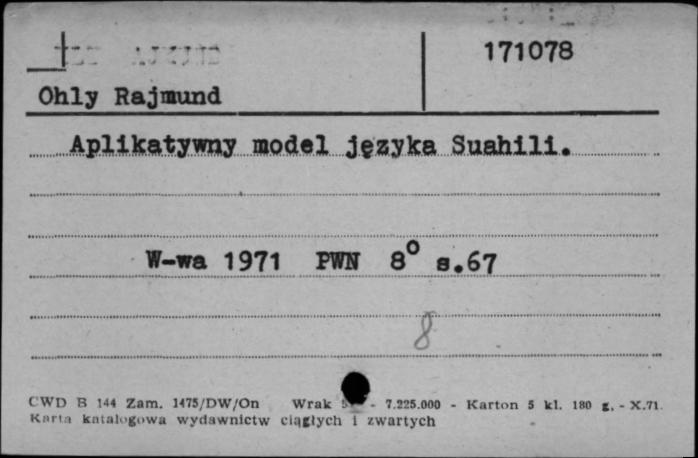 171078
Ohly Rajmund
Aplikatywny model języka Suahili.
W-wa 1971 PWN 8° s.67
8
CWD B 144 Zam. 1475/DW/On Wrak - 7.225.000 - Karton 5 kl. 180 g. - X.71.
Karta katalogowa wydawnictw ciągłych i zwartych